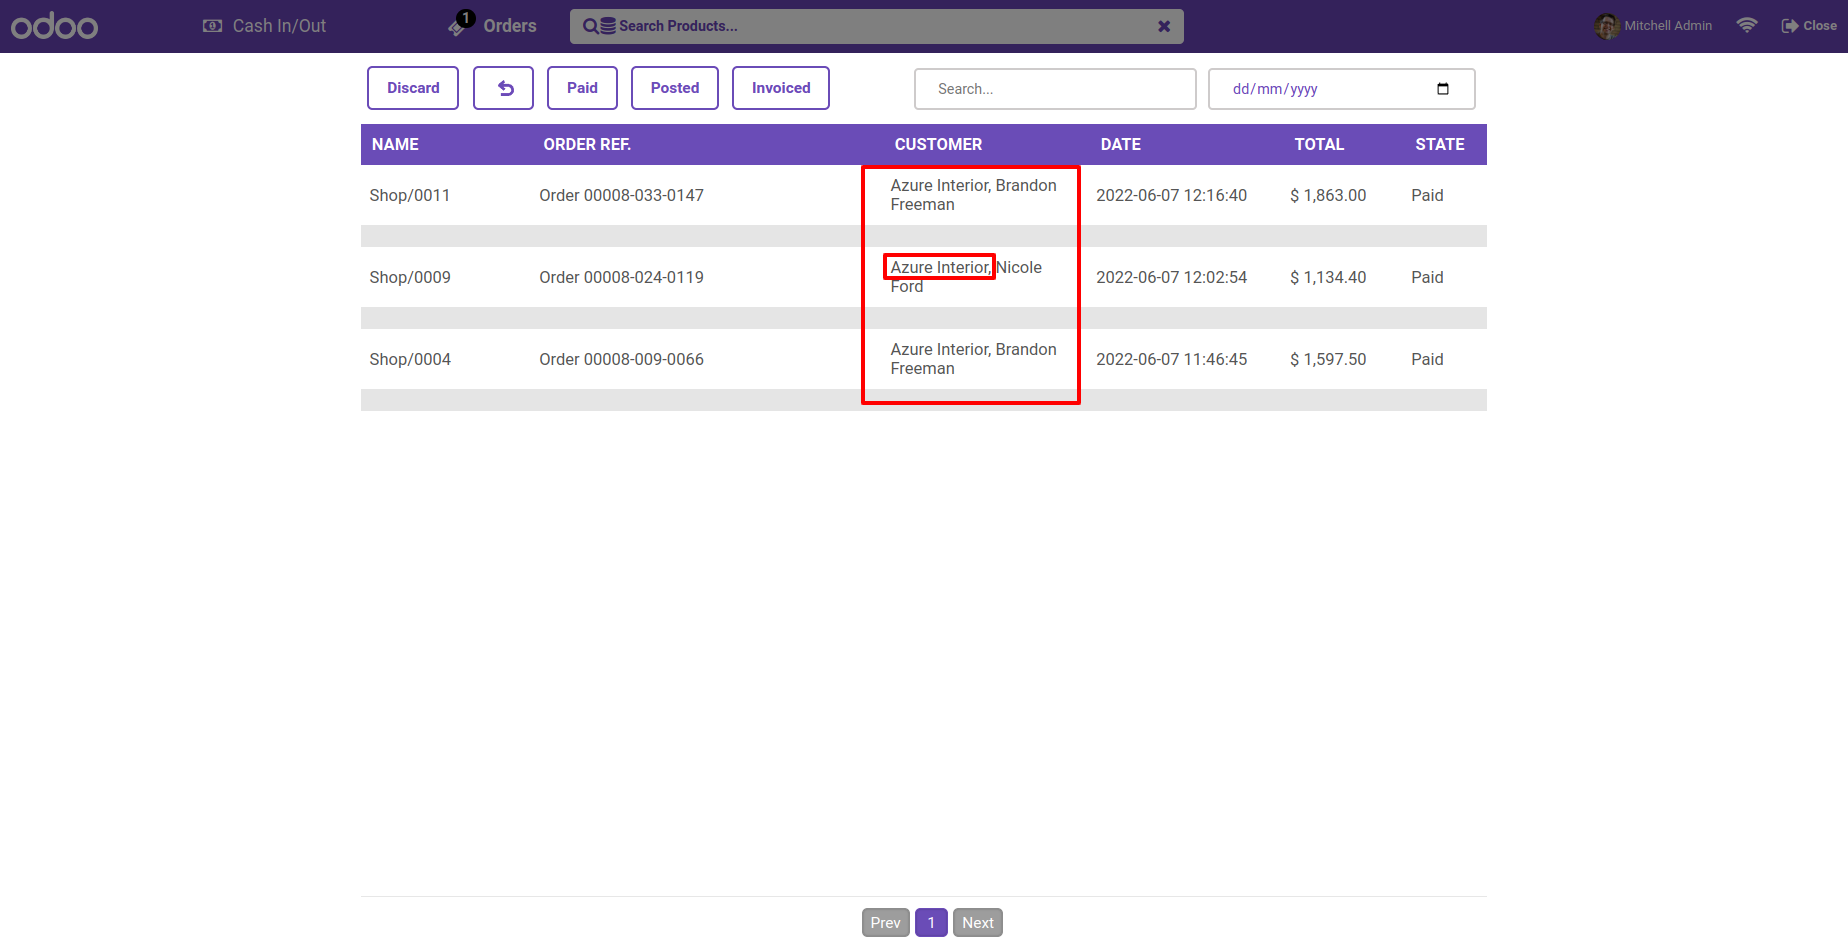 odoo Cash In/Out 1 Orders Search Products... Mitchell Admin Close
Discard Paid Posted Invoiced Search... dd/mm/yyyy
NAME ORDER REF. CUSTOMER DATE TOTAL STATE
Shop/0011 Order 00008-033-0147 Azure Interior, Brandon 2022-06-07 12:16:40 $ 1,863.00 Paid
Freeman
Shop/0009 Order 00008-024-0119 Azure Interior, Nicole 2022-06-07 12:02:54 $ 1,134.40 Paid
Ford
Shop/0004 Order 00008-009-0066 Azure Interior, Brandon 2022-06-07 11:46:45 $ 1,597.50 Paid
Freeman
Prev 1 Next